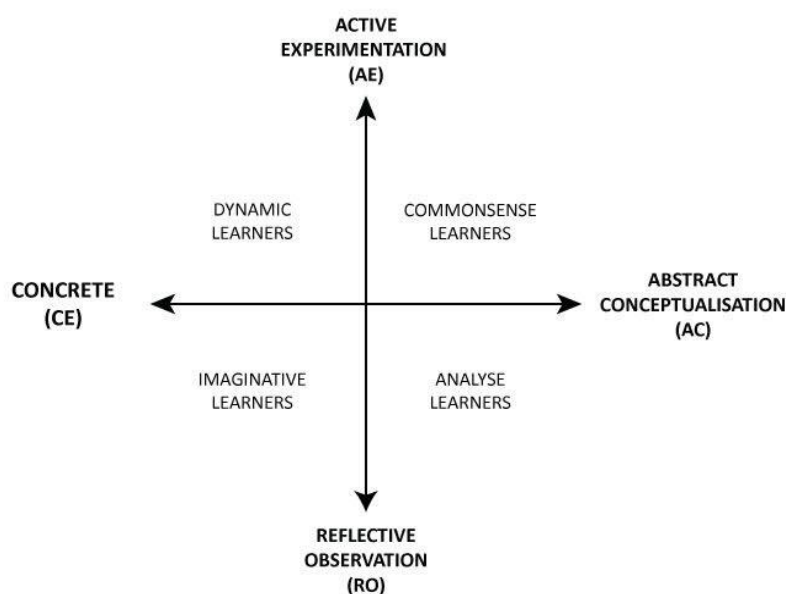 ACTIVE
EXPERIMENTATION
(AE)
DYNAMIC
LEARNERS
COMMONSENSE
LEARNERS
CONCRETE
(CE)
ABSTRACT
CONCEPTUALISATION
(AC)
IMAGINATIVE
LEARNERS
ANALYSE
LEARNERS
REFLECTIVE
OBSERVATION
(RO)